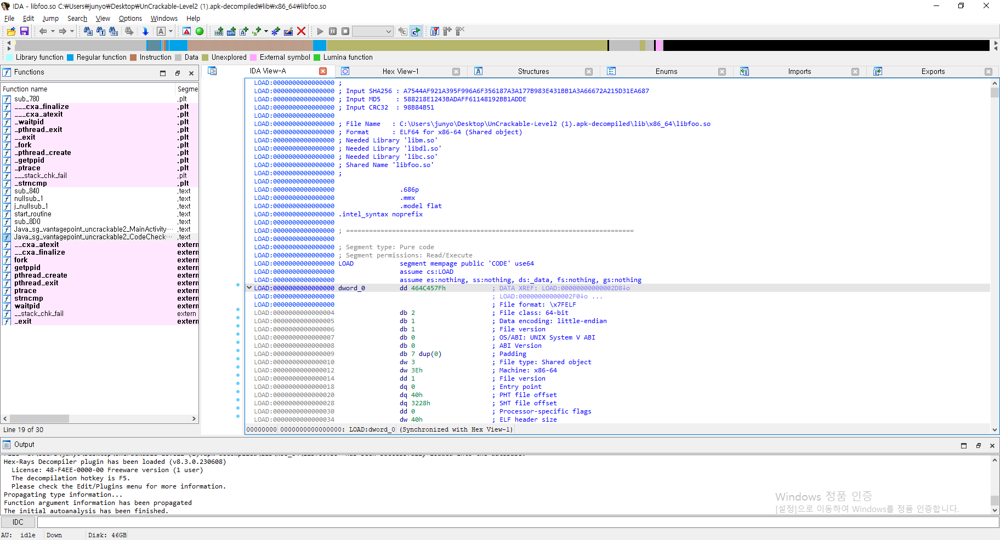 IDA - libfoo.so C:₩Users₩junyo₩Desktop₩UnCrackable-Level2 (1).apk-decompiled₩lib₩x86_64₩libfoo.so
File Edit Jump Search View Options Windows Help
Library function Regular function Instruction Data Unexplored External symbol Lumina function
Functions
Function name Segme
sub_780 .plt
___cxa_finalize .plt
___cxa_atexit .plt
_waitpid .plt
_pthread_exit .plt
__exit .plt
_fork .plt
_pthread_create .plt
_getppid .plt
_ptrace .plt
___stack_chk_fail .plt
_strncmp .plt
sub_840 .text
nullsub_1 .text
j_nullsub_1 .text
start_routine .text
sub_8D0 .text
Java_sg_vantagepoint_uncrackable2_MainActivity… .text
Java_sg_vantagepoint_uncrackable2_CodeCheck… .text
__cxa_atexit extern
__cxa_finalize extern
fork extern
getppid extern
pthread_create extern
pthread_exit extern
ptrace extern
strncmp extern
waitpid extern
__stack_chk_fail extern
_exit extern
Line 19 of 30
IDA View-A Hex View-1 Structures Enums Imports Exports
LOAD:0000000000000000 ;
LOAD:0000000000000000 ; Input SHA256 : A7544AF921A395F996A6F356187A3A177B983E431BB1A3A66672A215D31EA687
LOAD:0000000000000000 ; Input MD5 : 588218E1243BADAFF61148192BB1ADDE
LOAD:0000000000000000 ; Input CRC32 : 98B84B51
LOAD:0000000000000000
LOAD:0000000000000000 ; File Name : C:\Users\junyo\Desktop\UnCrackable-Level2 (1).apk-decompiled\lib\x86_64\libfoo.so
LOAD:0000000000000000 ; Format : ELF64 for x86-64 (Shared object)
LOAD:0000000000000000 ; Needed Library 'libm.so'
LOAD:0000000000000000 ; Needed Library 'libdl.so'
LOAD:0000000000000000 ; Needed Library 'libc.so'
LOAD:0000000000000000 ; Shared Name 'libfoo.so'
LOAD:0000000000000000 ;
LOAD:0000000000000000
LOAD:0000000000000000 .686p
LOAD:0000000000000000 .mmx
LOAD:0000000000000000 .model flat
LOAD:0000000000000000 .intel_syntax noprefix
LOAD:0000000000000000
LOAD:0000000000000000 ; ===========================================================================
LOAD:0000000000000000
LOAD:0000000000000000 ; Segment type: Pure code
LOAD:0000000000000000 ; Segment permissions: Read/Execute
LOAD:0000000000000000 LOAD segment mempage public 'CODE' use64
LOAD:0000000000000000 assume cs:LOAD
LOAD:0000000000000000 assume es:nothing, ss:nothing, ds:_data, fs:nothing, gs:nothing
LOAD:0000000000000000 dword_0 dd 464C457Fh ; DATA XREF: LOAD:00000000000002D8↓o
LOAD:0000000000000000 ; LOAD:00000000000002F0↓o ...
LOAD:0000000000000000 ; File format: \x7FELF
LOAD:0000000000000004 db 2 ; File class: 64-bit
LOAD:0000000000000005 db 1 ; Data encoding: little-endian
LOAD:0000000000000006 db 1 ; File version
LOAD:0000000000000007 db 0 ; OS/ABI: UNIX System V ABI
LOAD:0000000000000008 db 0 ; ABI Version
LOAD:0000000000000009 db 7 dup(0) ; Padding
LOAD:0000000000000010 dw 3 ; File type: Shared object
LOAD:0000000000000012 dw 3Eh ; Machine: x86-64
LOAD:0000000000000014 dd 1 ; File version
LOAD:0000000000000018 dq 0 ; Entry point
LOAD:0000000000000020 dq 40h ; PHT file offset
LOAD:0000000000000028 dq 3228h ; SHT file offset
LOAD:0000000000000030 dd 0 ; Processor-specific flags
LOAD:0000000000000034 dw 40h ; ELF header size
00000000 0000000000000000: LOAD:dword_0 (Synchronized with Hex View-1)
Output
Hex-Rays Decompiler plugin has been loaded (v8.3.0.230608)
License: 48-F4EE-0000-00 Freeware version (1 user)
The decompilation hotkey is F5.
Please check the Edit/Plugins menu for more information.
Propagating type information...
Function argument information has been propagated
The initial autoanalysis has been finished.
Windows 정품 인증
[설정]으로 이동하여 Windows를 정품 인증합니다.
IDC
AU: idle Down Disk: 46GB